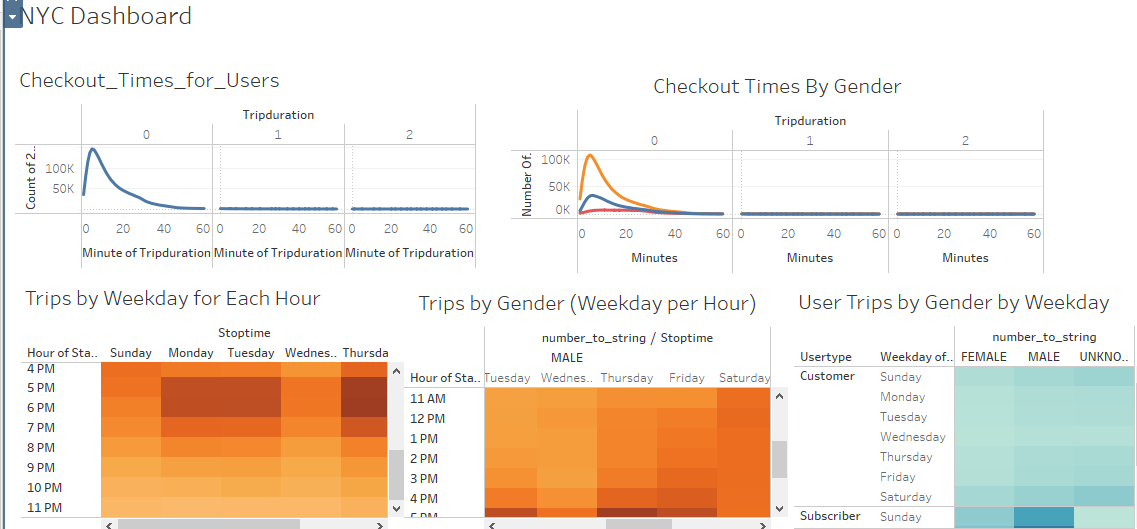 NYC Dashboard
Checkout_Times_for_Users
Tripduration
0 1 2
Count of 2..
100K
50K
0 20 40 60 0 20 40 60 0 20 40 60
Minute of Tripduration Minute of Tripduration Minute of Tripduration
Checkout Times By Gender
Tripduration
0 1 2
Number Of.
100K
50K
0K
0 20 40 60 0 20 40 60 0 20 40 60
Minutes Minutes Minutes
Trips by Weekday for Each Hour
Stoptime
Hour of Sta.. Sunday Monday Tuesday Wednes.. Thursda
4 PM
5 PM
6 PM
7 PM
8 PM
9 PM
10 PM
11 PM
Trips by Gender (Weekday per Hour)
number_to_string / Stoptime
MALE
Hour of Sta.. Tuesday Wednes.. Thursday Friday Saturday
11 AM
12 PM
1 PM
2 PM
3 PM
4 PM
5 PM
User Trips by Gender by Weekday
number_to_string
Usertype Weekday of.. FEMALE MALE UNKNO..
Customer Sunday
Monday
Tuesday
Wednesday
Thursday
Friday
Saturday
Subscriber Sunday